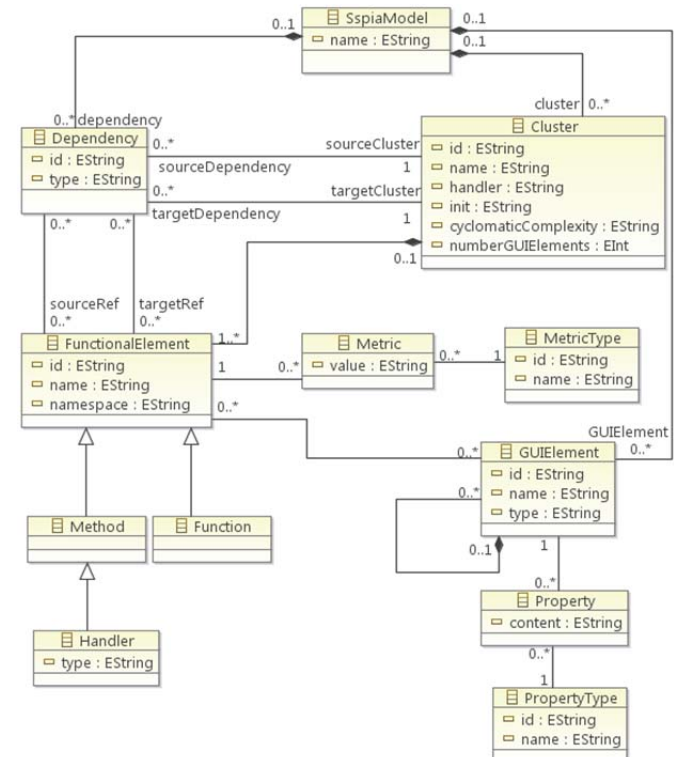 0..1
SspiaModel
0..1
name : EString
0..1
0..* dependency
cluster 0..*
Dependency
id : EString
type : EString
0..*
sourceDependency
sourceCluster
1
0..*
targetDependency
targetCluster
1
Cluster
id : EString
name : EString
handler : EString
init : EString
cyclomaticComplexity : EString
numberGUIElements : EInt
0..*
0..*
0..1
sourceRef
targetRef
0..*
0..*
FunctionalElement
1..*
id : EString
name : EString
namespace : EString
1
0..*
Metric
value : EString
0..*
1
MetricType
id : EString
name : EString
0..*
0..*
GUIElement
0..*
GUIElement
id : EString
name : EString
type : EString
0..*
0..1
1
Method
Function
0..*
Property
content : EString
Handler
type : EString
0..*
1
PropertyType
id : EString
name : EString